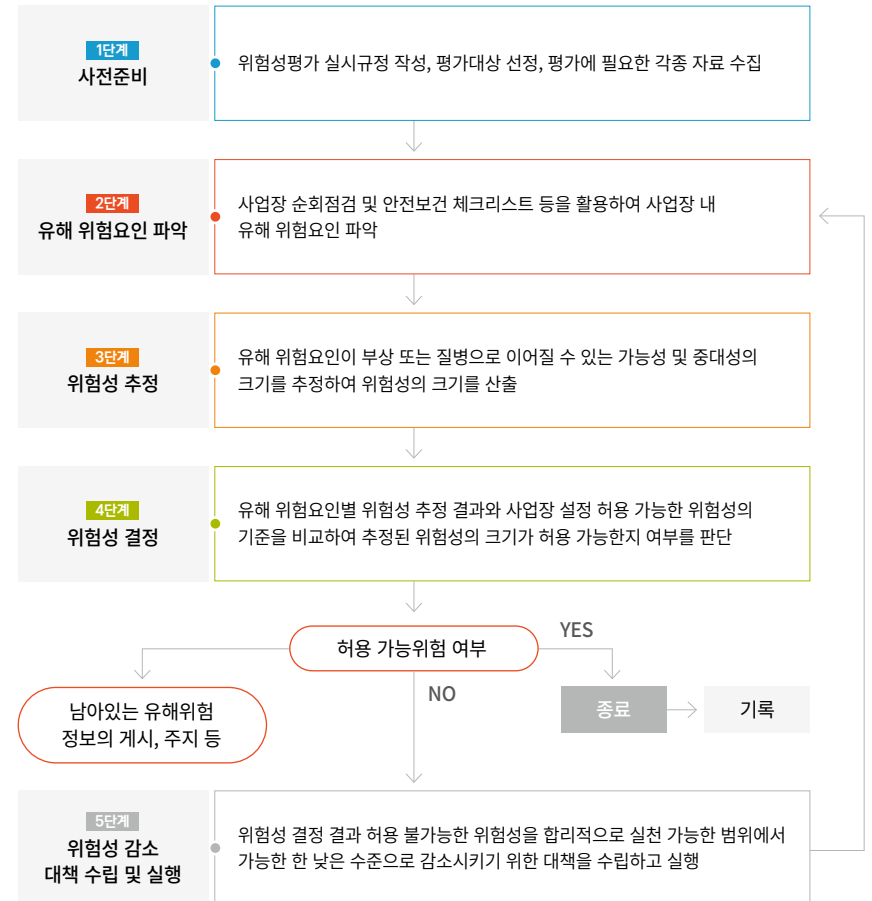 1단계
사전준비
위험성평가 실시규정 작성, 평가대상 선정, 평가에 필요한 각종 자료 수집
2단계
유해 위험요인 파악
사업장 순회점검 및 안전보건 체크리스트 등을 활용하여 사업장 내
유해 위험요인 파악
3단계
위험성 추정
유해 위험요인이 부상 또는 질병으로 이어질 수 있는 가능성 및 중대성의
크기를 추정하여 위험성의 크기를 산출
4단계
위험성 결정
유해 위험요인별 위험성 추정 결과와 사업장 설정 허용 가능한 위험성의
기준을 비교하여 추정된 위험성의 크기가 허용 가능한지 여부를 판단
허용 가능위험 여부
YES
NO
남아있는 유해위험
정보의 게시, 주지 등
종료
기록
5단계
위험성 감소
대책 수립 및 실행
위험성 결정 결과 허용 불가능한 위험성을 합리적으로 실천 가능한 범위에서
가능한 한 낮은 수준으로 감소시키기 위한 대책을 수립하고 실행